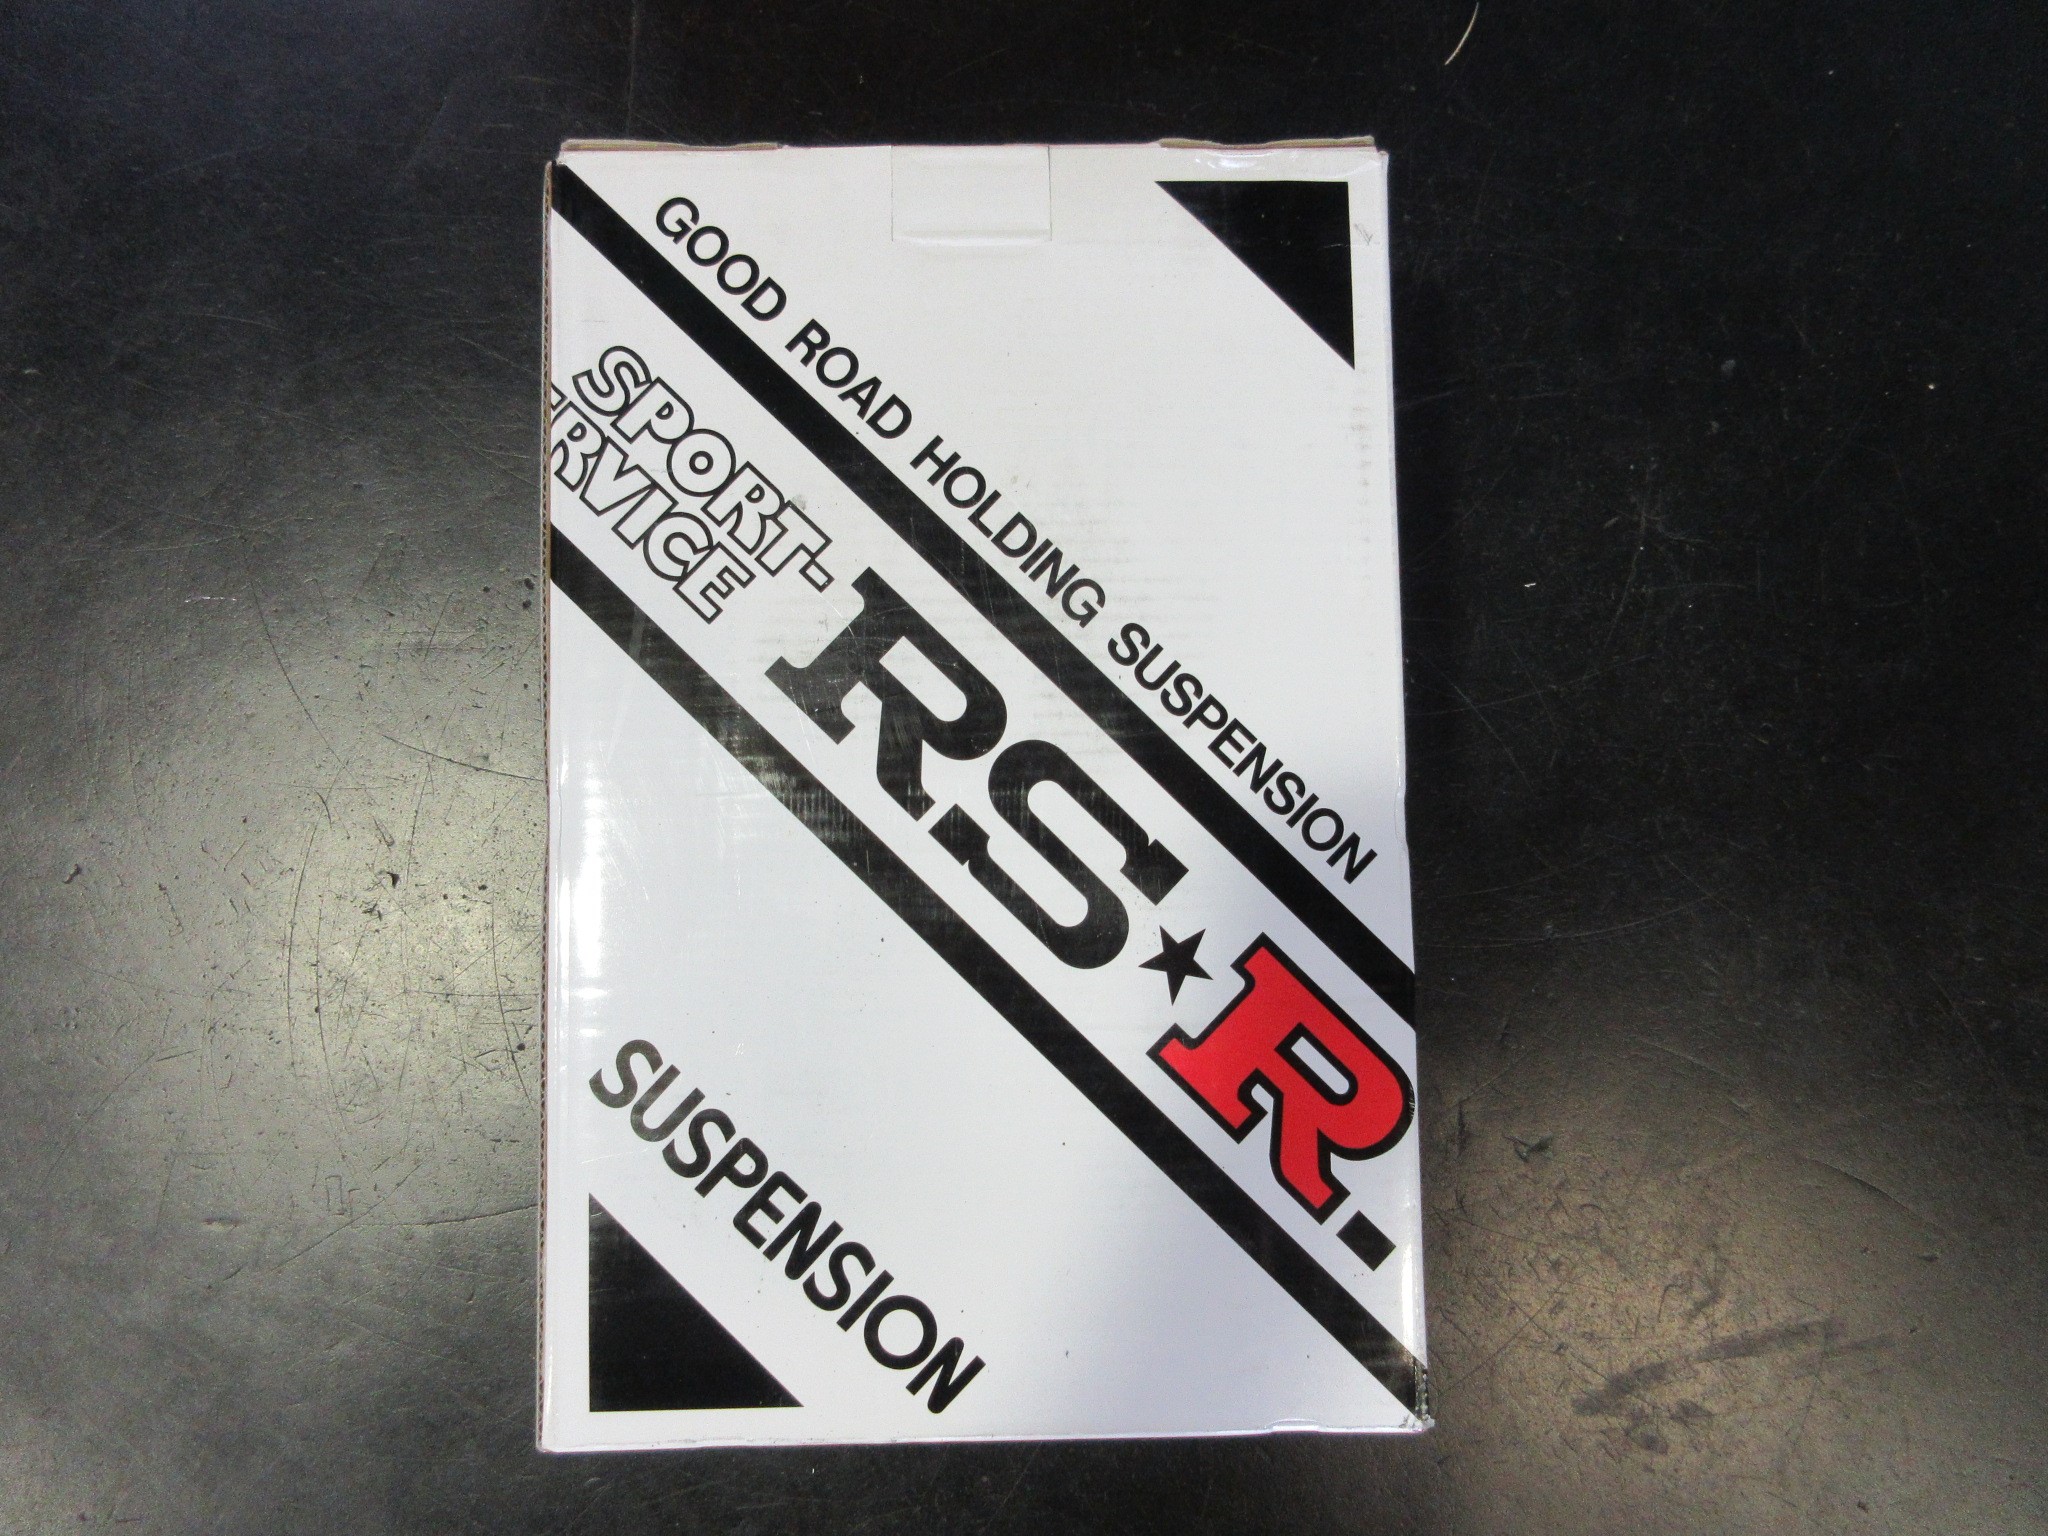 GOOD ROAD HOLDING SUSPENSION
SPORT-
RVICE
RS★R.
SUSPENSION